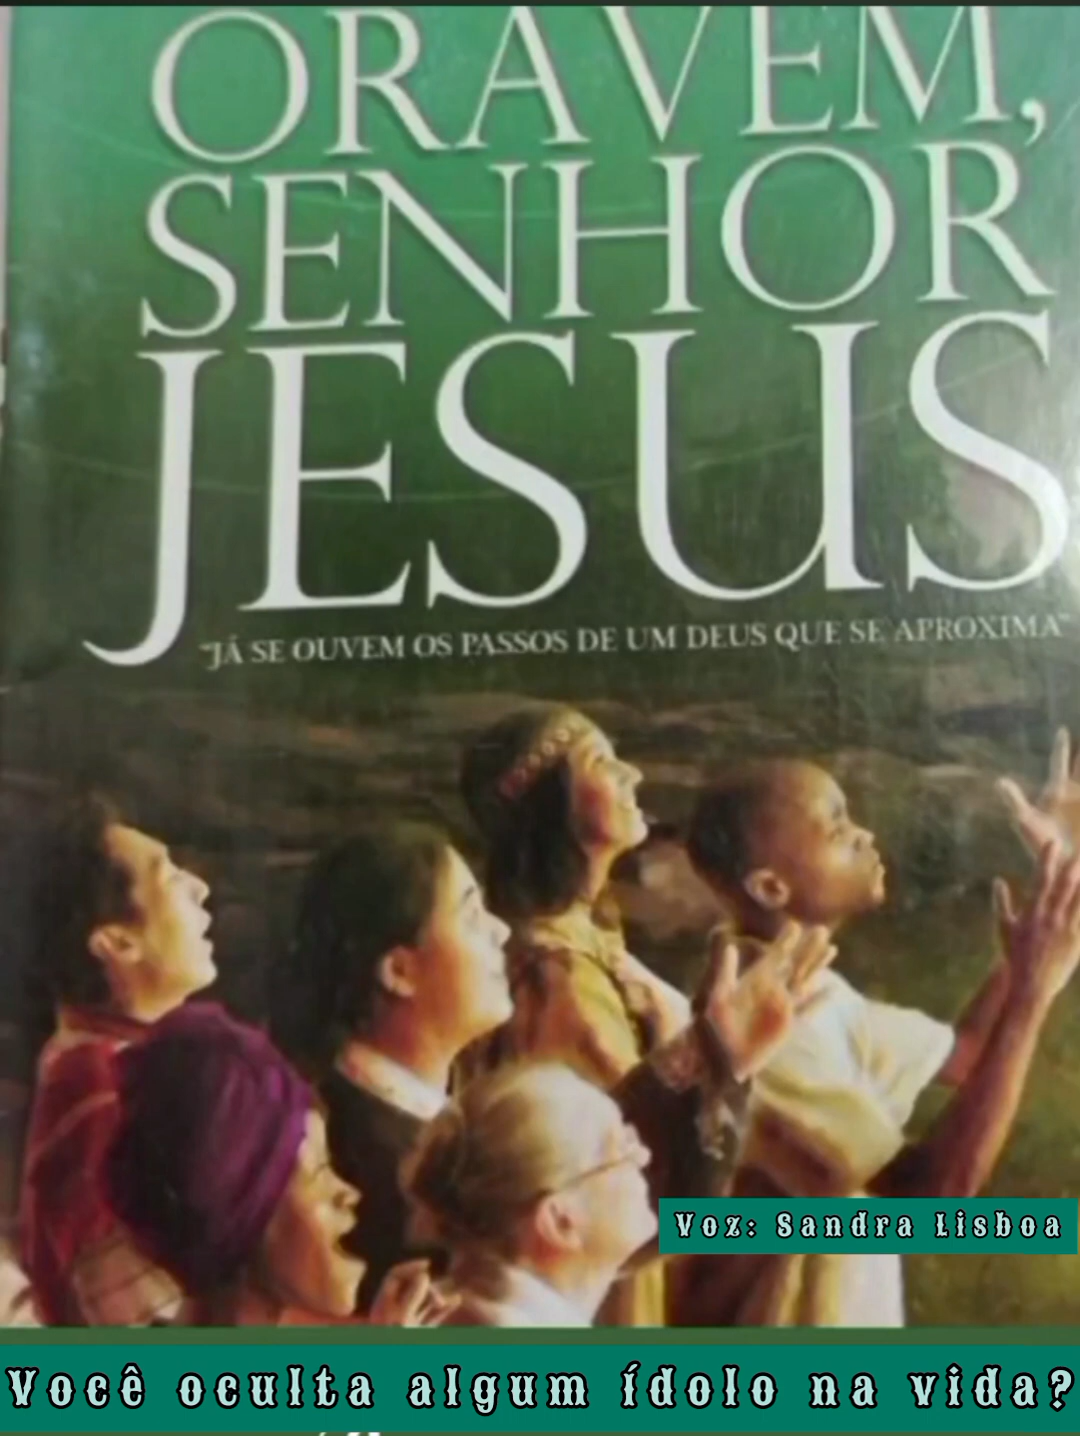 ORA VEM,
SENHOR
JESUS
"JÁ SE OUVEM OS PASSOS DE UM DEUS QUE SE APROXIMA"
Voz: Sandra Lisboa
Você oculta algum ídolo na vida?